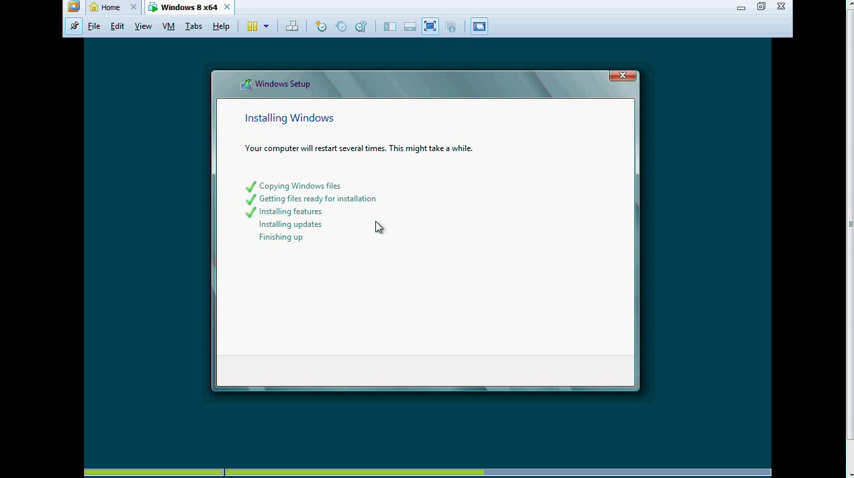 Home Windows 8 x64
File Edit View VM Tabs Help
Windows Setup
Installing Windows
Your computer will restart several times. This might take a while.
Copying Windows files
Getting files ready for installation
Installing features
Installing updates
Finishing up